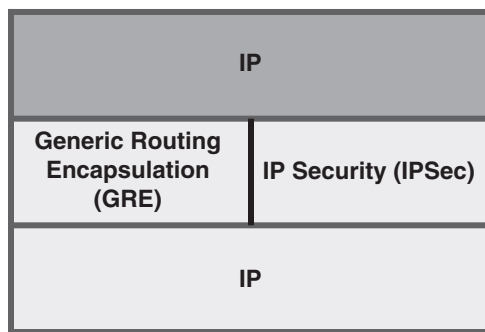 IP
Generic Routing
Encapsulation
(GRE)
IP Security (IPSec)
IP